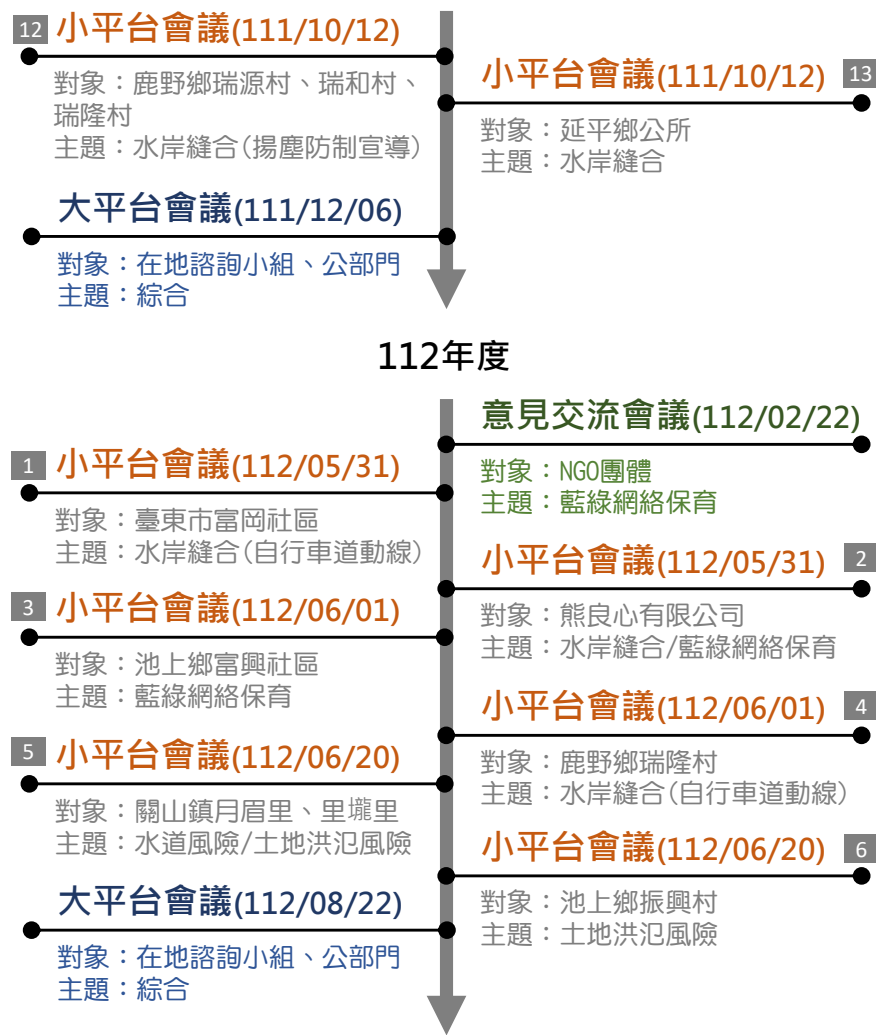 12 小平台會議(111/10/12)
對象：鹿野鄉瑞源村、瑞和村、
瑞隆村
主題：水岸縫合(揚塵防制宣導)
小平台會議(111/10/12) 13
對象：延平鄉公所
主題：水岸縫合
大平台會議(111/12/06)
對象：在地諮詢小組、公部門
主題：綜合
112年度
意見交流會議(112/02/22)
對象：NGO團體
主題：藍綠網絡保育
1 小平台會議(112/05/31)
對象：臺東市富岡社區
主題：水岸縫合(自行車道動線)
小平台會議(112/05/31) 2
對象：熊良心有限公司
主題：水岸縫合/藍綠網絡保育
3 小平台會議(112/06/01)
對象：池上鄉富興社區
主題：藍綠網絡保育
小平台會議(112/06/01) 4
對象：鹿野鄉瑞隆村
主題：水岸縫合(自行車道動線)
5 小平台會議(112/06/20)
對象：關山鎮月眉里、里壠里
主題：水道風險/土地洪氾風險
小平台會議(112/06/20) 6
對象：池上鄉振興村
主題：土地洪氾風險
大平台會議(112/08/22)
對象：在地諮詢小組、公部門
主題：綜合